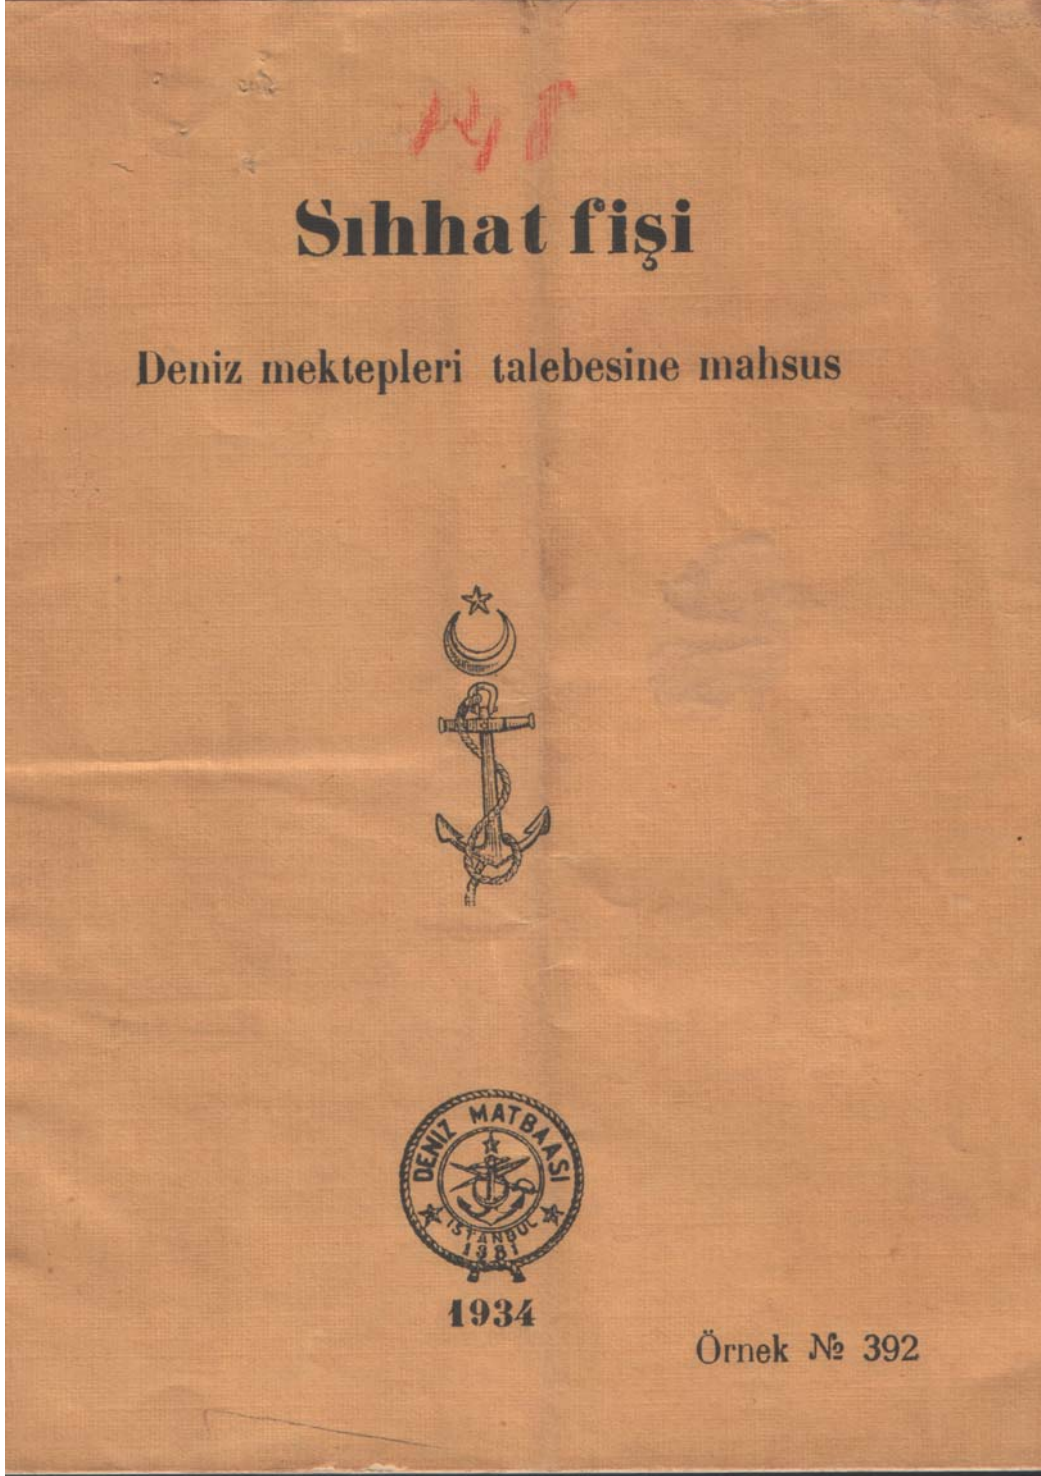 Sıhhat fişi
Deniz mektepleri talebesine mahsus
DENİZ MATBAASI
İSTANBUL
1934
Örnek № 392